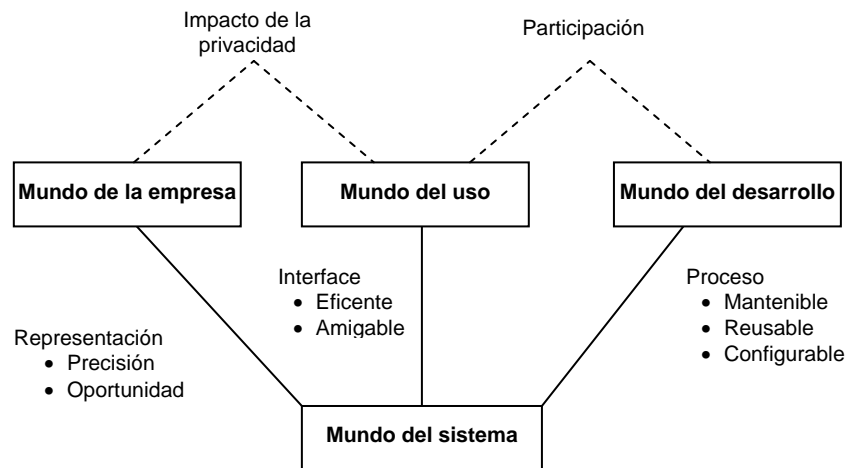 Impacto de la
privacidad
Participación
Mundo de la empresa
Mundo del uso
Mundo del desarrollo
Interface
• Eficente
• Amigable
Proceso
• Mantenible
• Reusable
• Configurable
Representación
• Precisión
• Oportunidad
Mundo del sistema